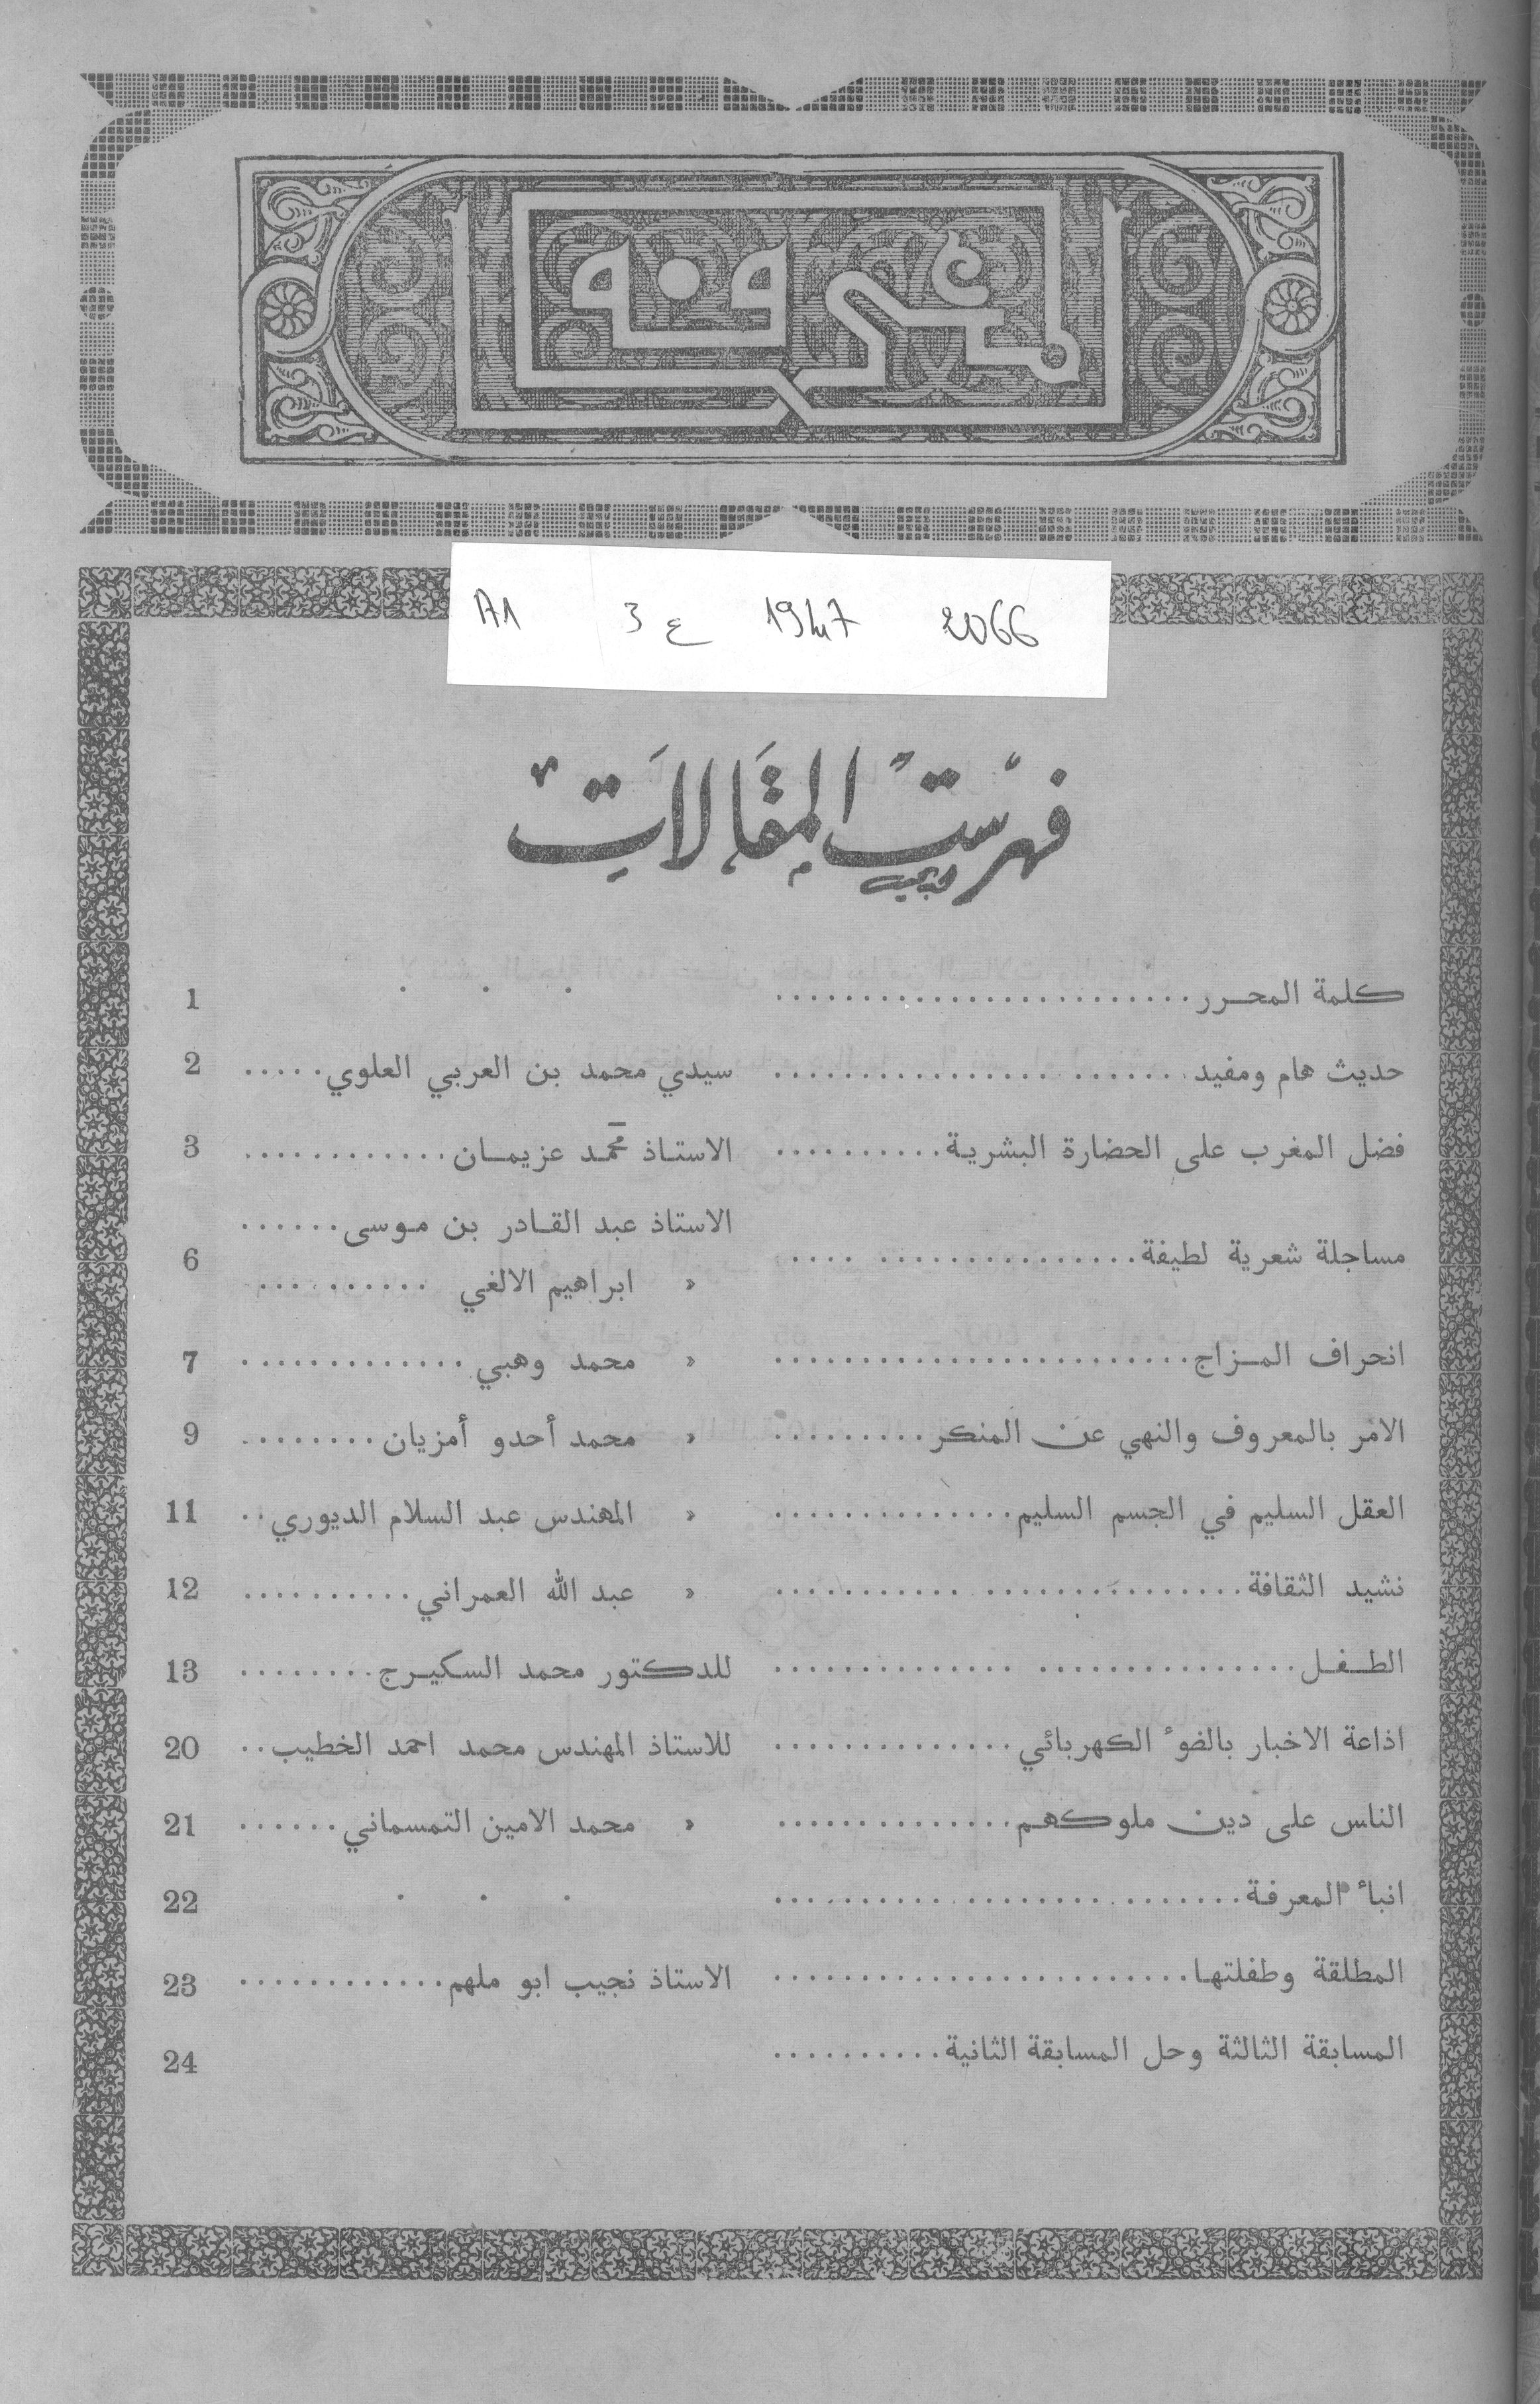 المعرفة
A1 3 ع 1947 2066
فهرست المقالات
كلمة المحرر ........................ . . . 1
حديث هام ومفيد ........................ سيدي محمد بن العربي العلوي ..... 2
فضل المغرب على الحضارة البشرية .......... الاستاذ محمد عزيمان ............ 3
مساجلة شعرية لطيفة .................... الاستاذ عبد القادر بن موسى ...... 6
« ابراهيم الالغي ..........
انحراف المزاج ........................ « محمد وهبي ............. 7
الامر بالمعروف والنهي عن المنكر ......... « محمد أحدو أمزيان ........ 9
العقل السليم في الجسم السليم .............. « المهندس عبد السلام الديوري .. 11
نشيد الثقافة .......................... « عبد الله العمراني .......... 12
الطفل .............................. للدكتور محمد السكيرج ........ 13
اذاعة الاخبار بالضوء الكهربائي .............. للاستاذ المهندس محمد احمد الخطيب .. 20
الناس على دين ملوكهم .............. « محمد الامين التمسماني ...... 21
انباء المعرفة .......................... . . . 22
المطلقة وطفلتها ........................ الاستاذ نجيب ابو ملهم ............ 23
المسابقة الثالثة وحل المسابقة الثانية .......... 24